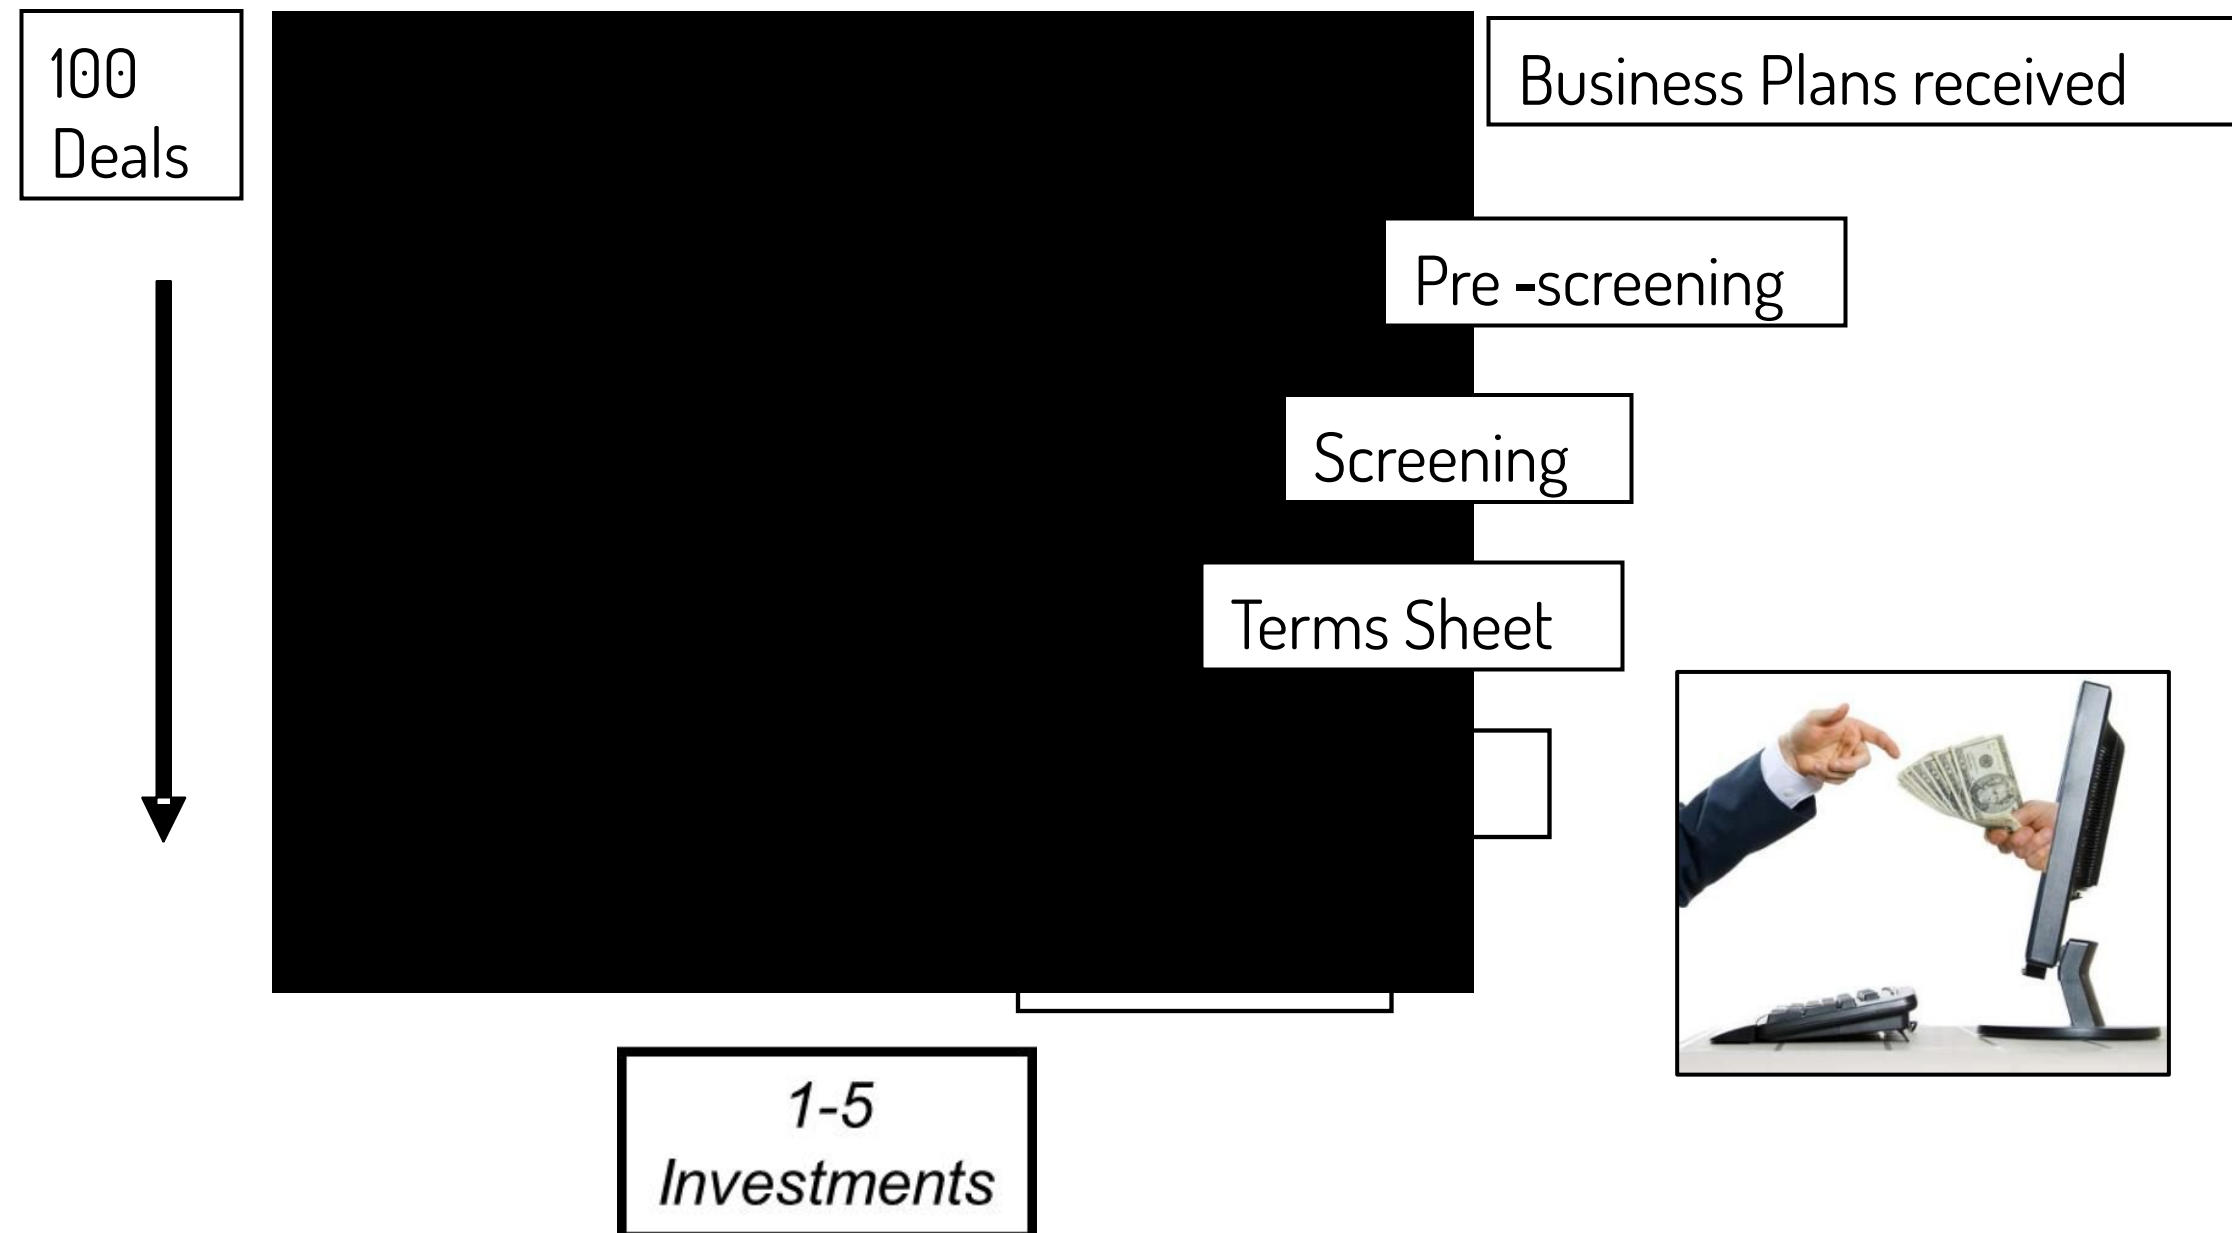 100
Deals
Business Plans received
Pre -screening
Screening
Terms Sheet
1-5
Investments